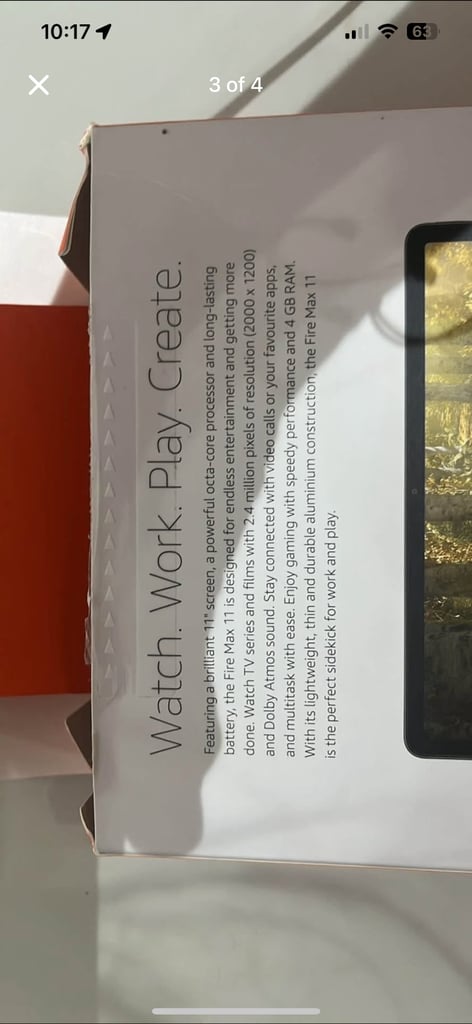 10:17
63
3 of 4
Watch. Work. Play. Create.
Featuring a brilliant 11" screen, a powerful octa-core processor and long-lasting
battery, the Fire Max 11 is designed for endless entertainment and getting more
done. Watch TV series and films with 2.4 million pixels of resolution (2000 x 1200)
and Dolby Atmos sound. Stay connected with video calls or your favourite apps,
and multitask with ease. Enjoy gaming with speedy performance and 4 GB RAM.
With its lightweight, thin and durable aluminium construction, the Fire Max 11
is the perfect sidekick for work and play.